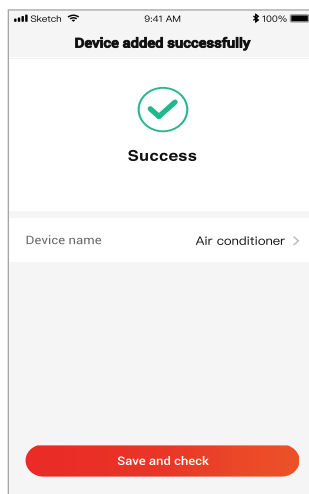 Sketch 9:41 AM 100%
Device added successfully
Success
Device name Air conditioner
Save and check